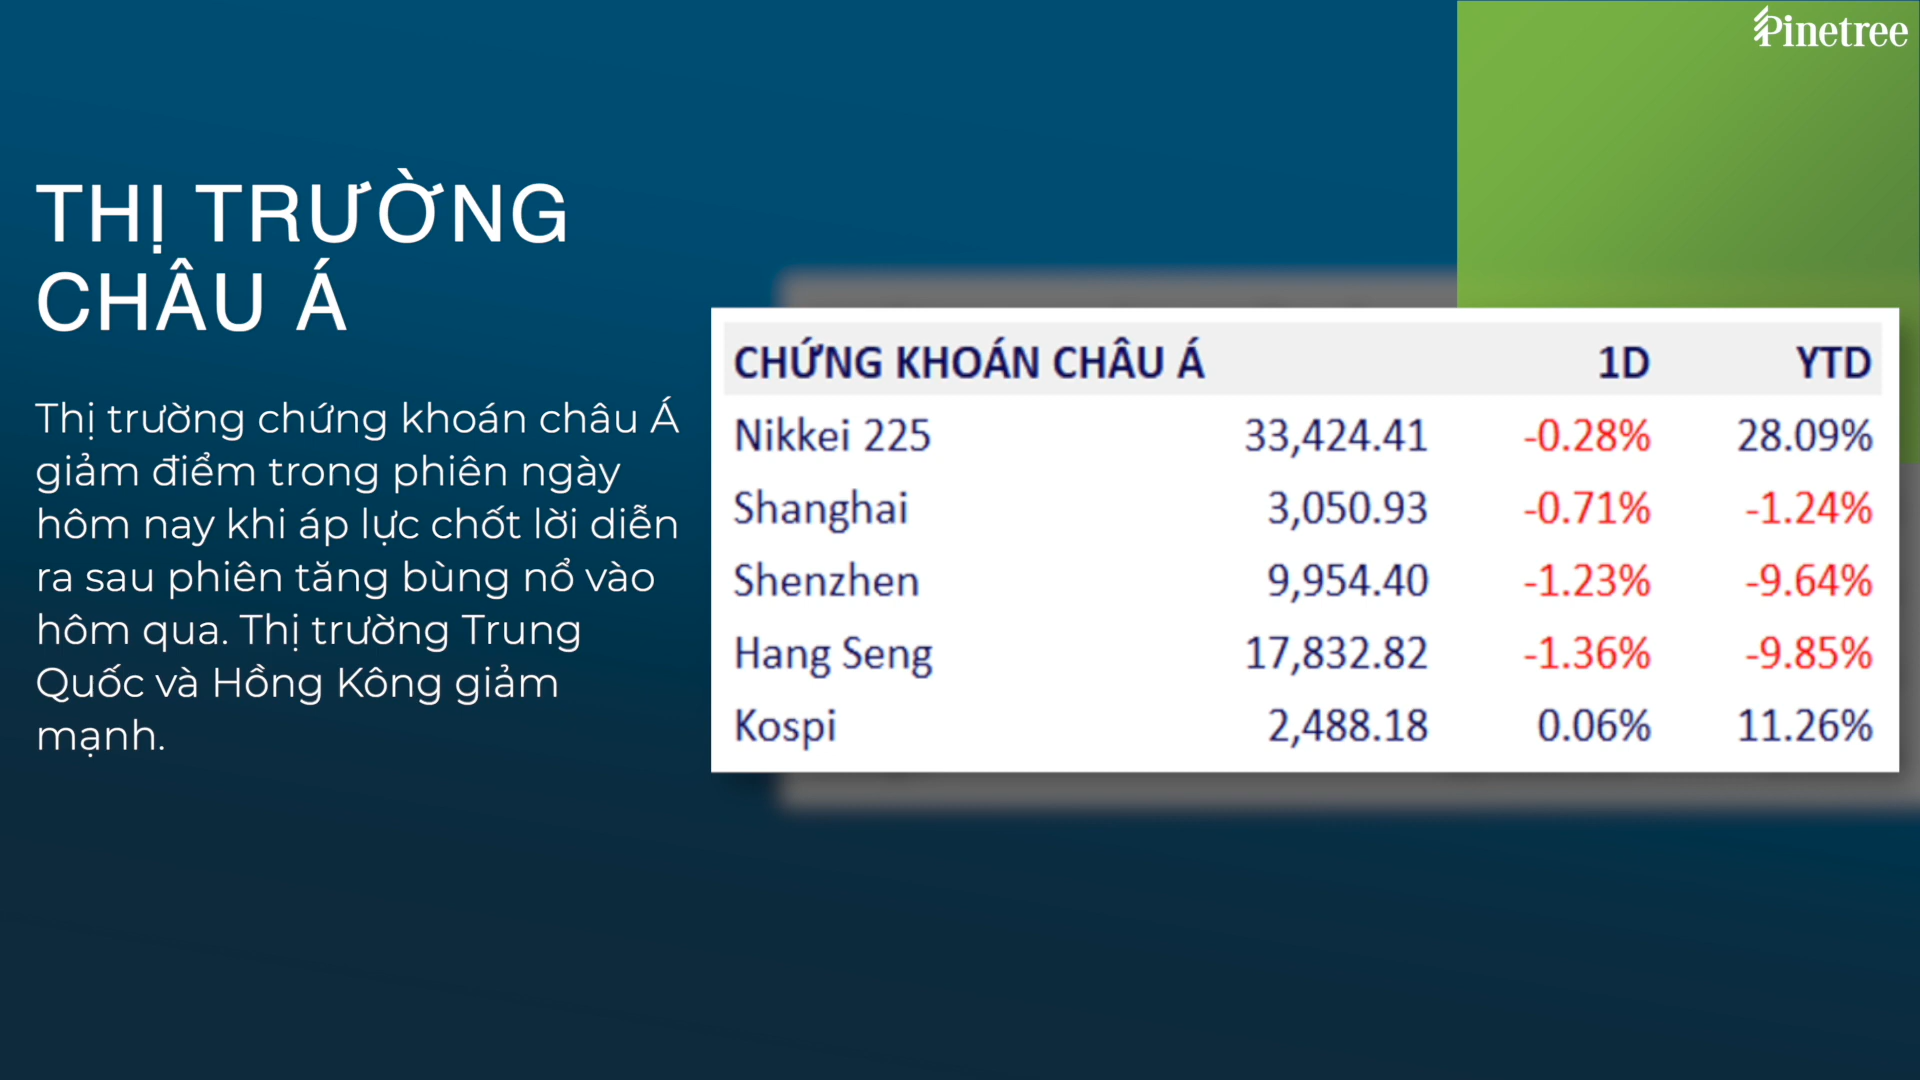 Pinetree
THỊ TRƯỜNG
CHÂU Á
Thị trường chứng khoán châu Á
giảm điểm trong phiên ngày
hôm nay khi áp lực chốt lời diễn
ra sau phiên tăng bùng nổ vào
hôm qua. Thị trường Trung
Quốc và Hồng Kông giảm
mạnh.
CHỨNG KHOÁN CHÂU Á 1D YTD
Nikkei 225 33,424.41 -0.28% 28.09%
Shanghai 3,050.93 -0.71% -1.24%
Shenzhen 9,954.40 -1.23% -9.64%
Hang Seng 17,832.82 -1.36% -9.85%
Kospi 2,488.18 0.06% 11.26%